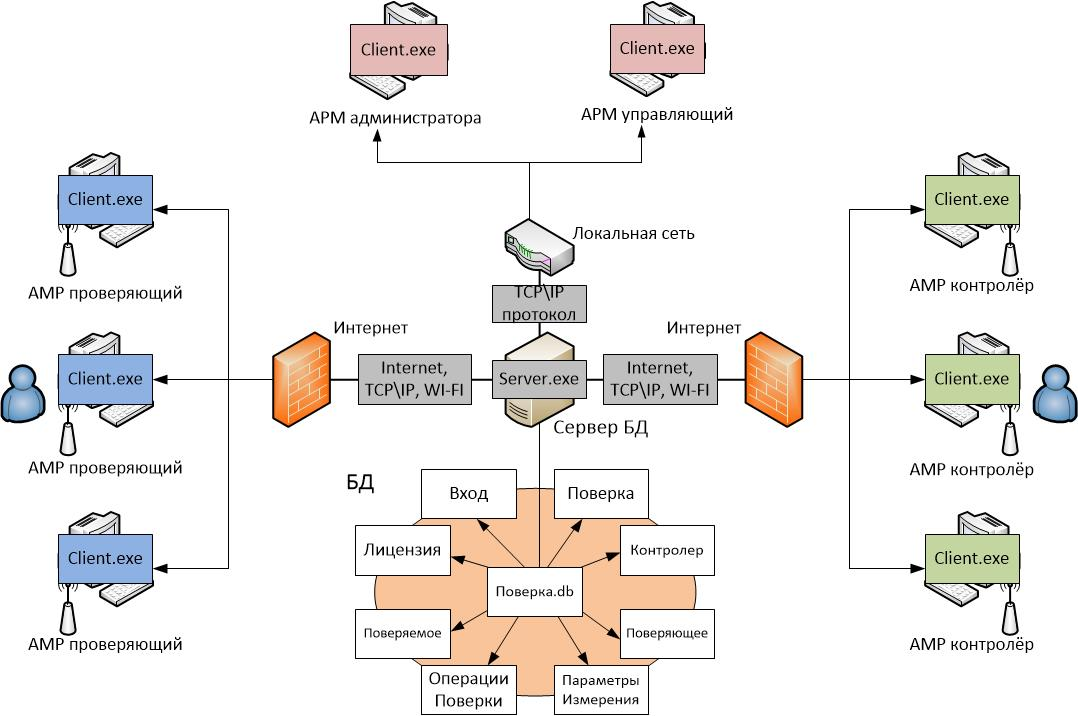 Client.exe
Client.exe
АРМ администратора
АРМ управляющий
Client.exe
АМР проверяющий
Client.exe
АМР проверяющий
Client.exe
АМР проверяющий
Локальная сеть
TCP\IP
протокол
Интернет
Internet,
TCP\IP, WI-FI
Server.exe
Сервер БД
Интернет
Internet,
TCP\IP, WI-FI
Client.exe
АМР контролёр
Client.exe
АМР контролёр
Client.exe
АМР контролёр
БД
Вход
Поверка
Лицензия
Контролер
Поверка.db
Поверяемое
Поверяющее
Операции
Поверки
Параметры
Измерения